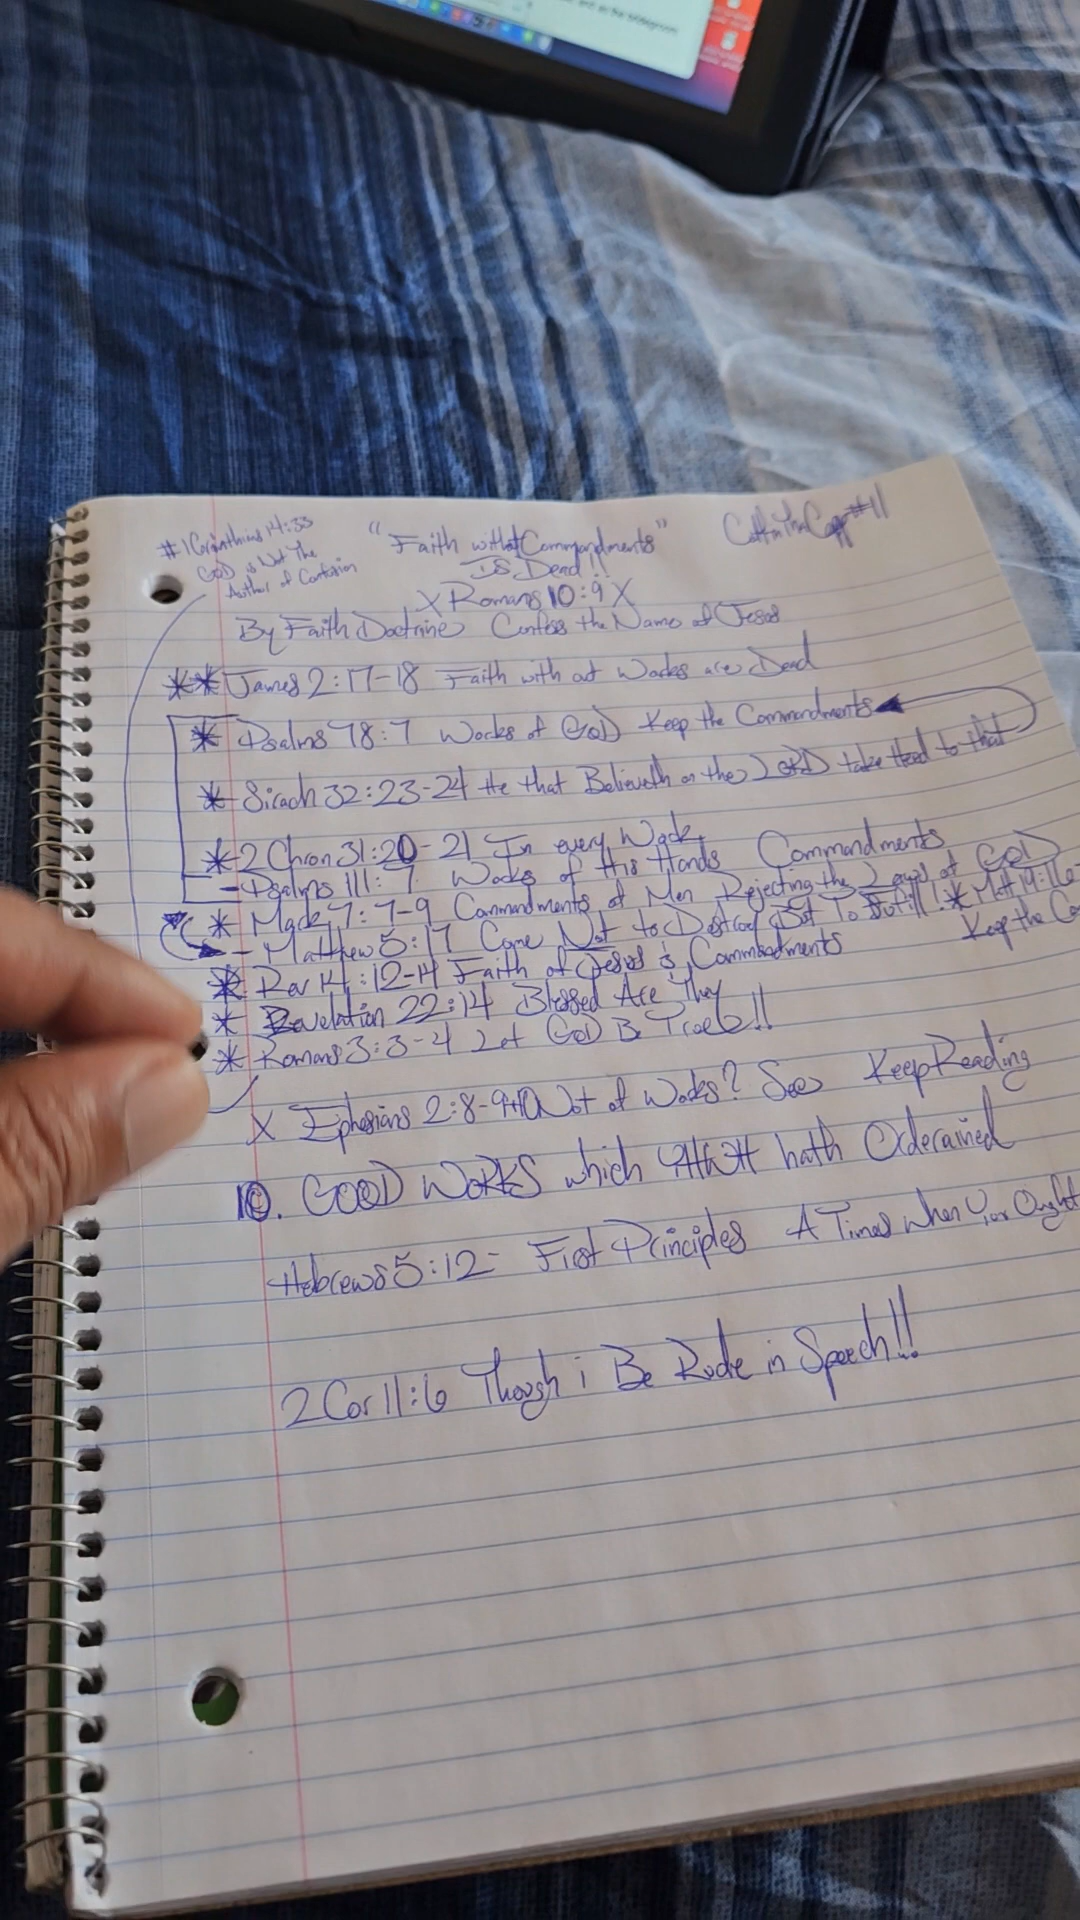 #1Corinthians 14:33
GOD is Not The
Author of Confusion
"Faith without Commandments"
Is Dead!!
X Romans 10:9 X
By Faith Doctrine Confess the Name of Jesus
** James 2:17-18 Faith with out Works are Dead
* Psalms 78:7 Works of GOD Keep the Commandments
* Sirach 32:23-24 He that Believeth on the LORD take Heed to that
* 2 Chron 31:20-21 In every Work, Commandments
- Psalms 111:7 Works of His Hands
* Mark 7:7-9 Commandments of Men Rejecting the Laws of GOD
- Matthew 5:17 Came Not to Destroy But To Fulfill! * Matt 19:16
Keep the Co
* Rev 14:12-14 Faith of Jesus & Commandments
* Revelation 22:14 Blessed Are They
* Romans 3:3-4 Let GOD Be True!!
X Ephesians 2:8-9+10 Not of Works? See Keep Reading
10. GOOD WORKS which hath Orderained
Hebrews 5:12- First Principles A Time when You Ought
2 Cor 11:6 Though i Be Rude in Speech!!